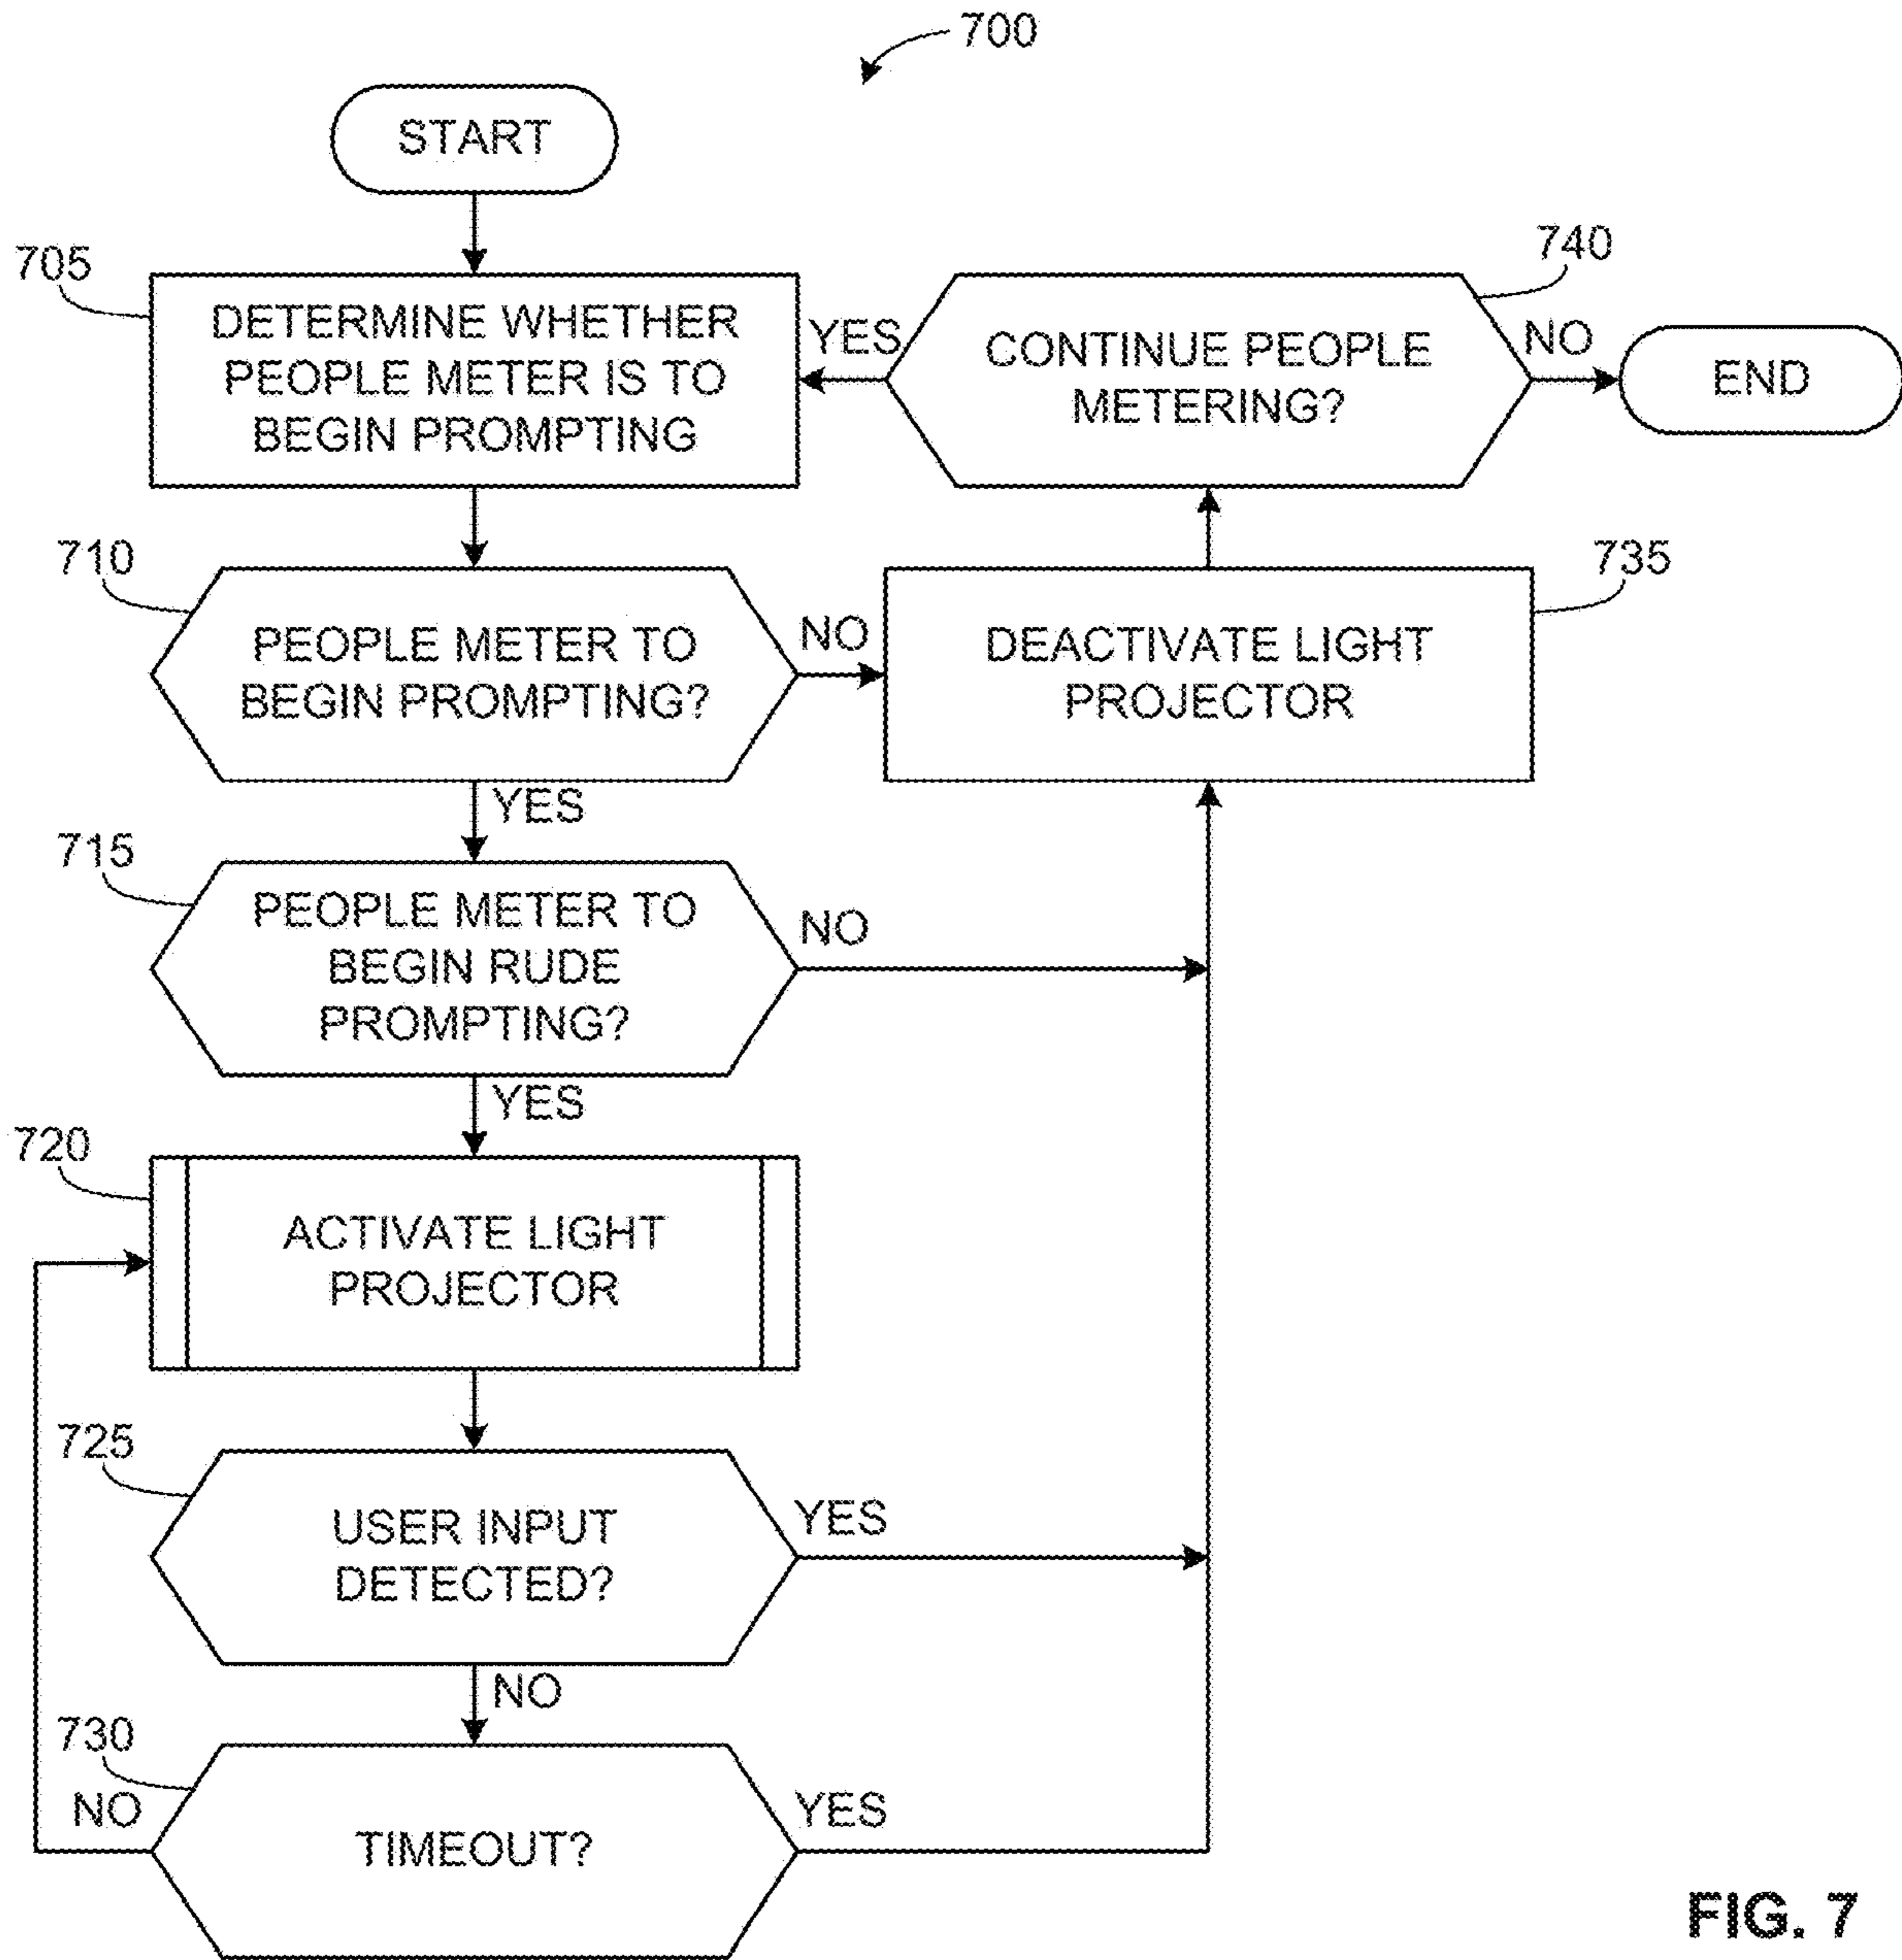 700
START
705
DETERMINE WHETHER
PEOPLE METER IS TO
BEGIN PROMPTING
YES
740
CONTINUE PEOPLE
METERING?
NO
END
710
PEOPLE METER TO
BEGIN PROMPTING?
NO
735
DEACTIVATE LIGHT
PROJECTOR
YES
715
PEOPLE METER TO
BEGIN RUDE
PROMPTING?
NO
YES
720
ACTIVATE LIGHT
PROJECTOR
725
USER INPUT
DETECTED?
YES
NO
730
NO
TIMEOUT?
YES
FIG. 7